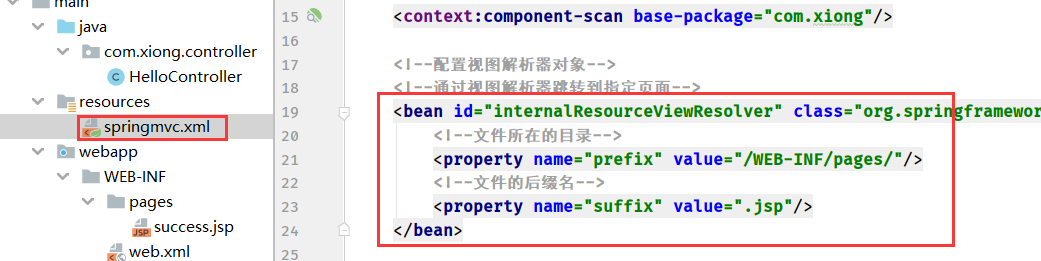 main
java
com.xiong.controller
HelloController
resources
springmvc.xml
webapp
WEB-INF
pages
success.jsp
web.xml
15 <context:component-scan base-package="com.xiong"/>
16
17 <!--配置视图解析器对象-->
18 <!--通过视图解析器跳转到指定页面-->
19 <bean id="internalResourceViewResolver" class="org.springframewor
20 <!--文件所在的目录-->
21 <property name="prefix" value="/WEB-INF/pages/"/>
22 <!--文件的后缀名-->
23 <property name="suffix" value=".jsp"/>
24 </bean>
25